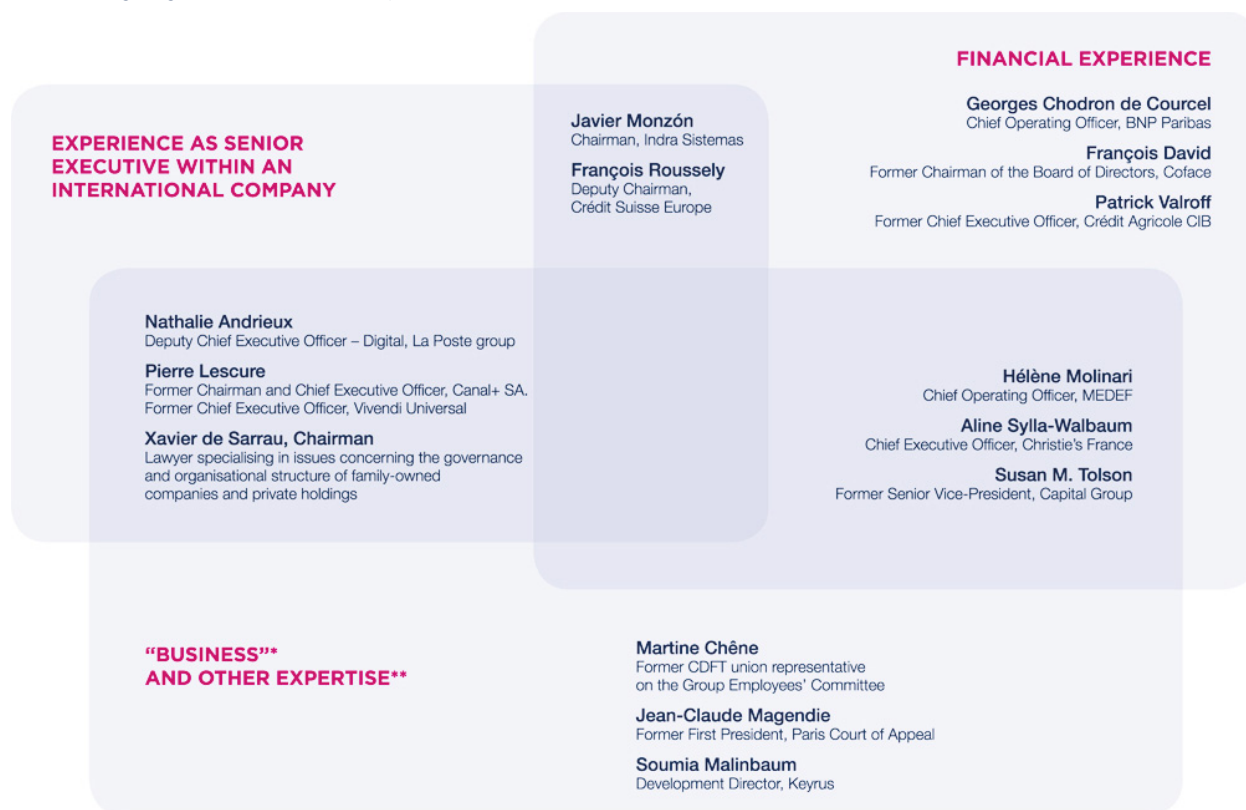 FINANCIAL EXPERIENCE
Georges Chodron de Courcel
Chief Operating Officer, BNP Paribas
François David
Former Chairman of the Board of Directors, Coface
Patrick Valroff
Former Chief Executive Officer, Crédit Agricole CIB
EXPERIENCE AS SENIOR
EXECUTIVE WITHIN AN
INTERNATIONAL COMPANY
Javier Monzón
Chairman, Indra Sistemas
François Roussely
Deputy Chairman,
Crédit Suisse Europe
Nathalie Andrieux
Deputy Chief Executive Officer – Digital, La Poste group
Pierre Lescure
Former Chairman and Chief Executive Officer, Canal+ SA.
Former Chief Executive Officer, Vivendi Universal
Xavier de Sarrau, Chairman
Lawyer specialising in issues concerning the governance
and organisational structure of family-owned
companies and private holdings
Hélène Molinari
Chief Operating Officer, MEDEF
Aline Sylla-Walbaum
Chief Executive Officer, Christie's France
Susan M. Tolson
Former Senior Vice-President, Capital Group
“BUSINESS”*
AND OTHER EXPERTISE**
Martine Chêne
Former CDFT union representative
on the Group Employees' Committee
Jean-Claude Magendie
Former First President, Paris Court of Appeal
Soumia Malinbaum
Development Director, Keyrus